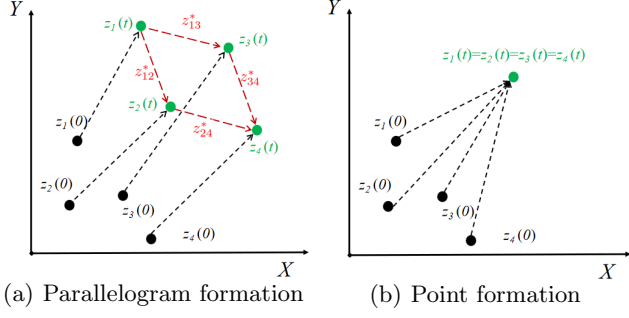 Y
z₁(t)
z*₁₃
z₃(t)
z*₁₂
z*₃₄
z₂(t)
z*₂₄
z₁(0)
z₄(t)
z₂(0)
z₃(0)
z₄(0)
X
(a) Parallelogram formation
Y
z₁(t)=z₂(t)=z₃(t)=z₄(t)
z₁(0)
z₂(0)
z₃(0)
z₄(0)
X
(b) Point formation